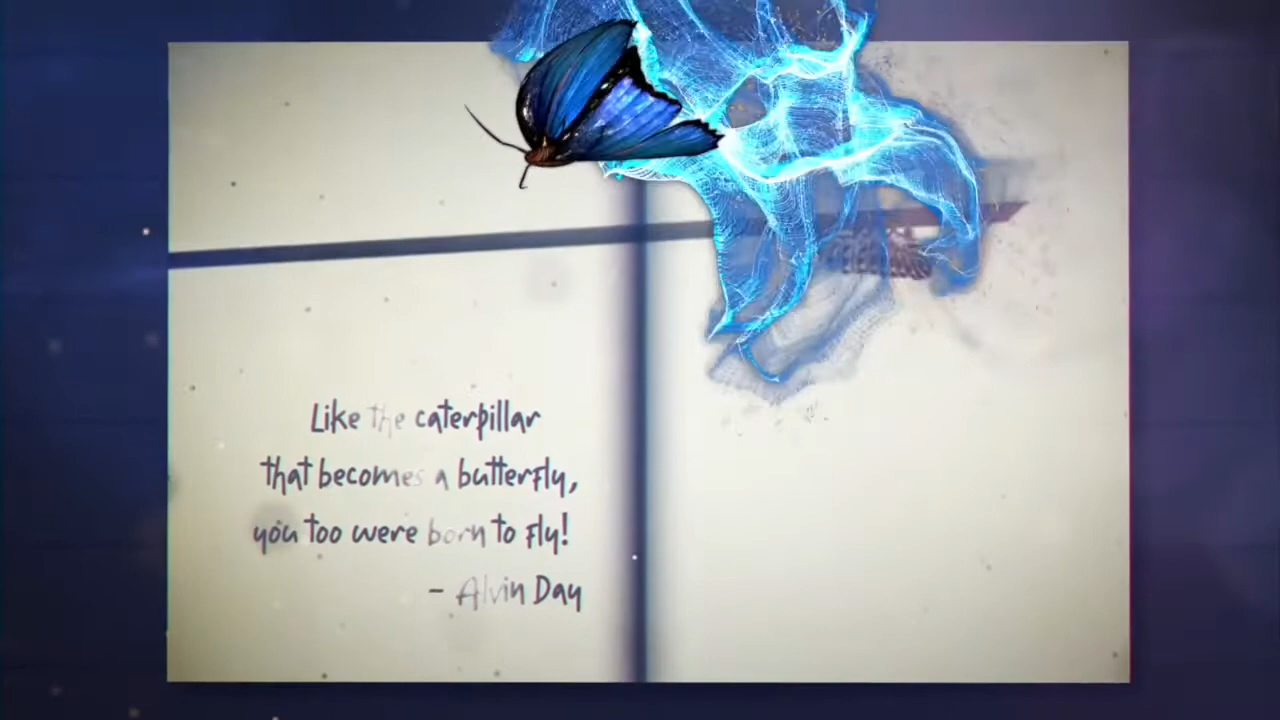 Like the caterpillar
that becomes a butterfly,
you too were born to fly!
- Alvin Day